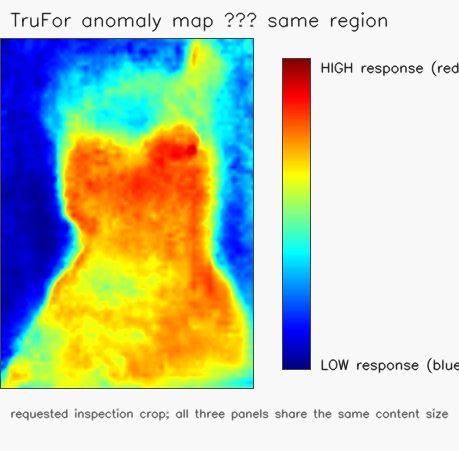 TruFor anomaly map ??? same region
HIGH response (red
LOW response (blue
requested inspection crop; all three panels share the same content size